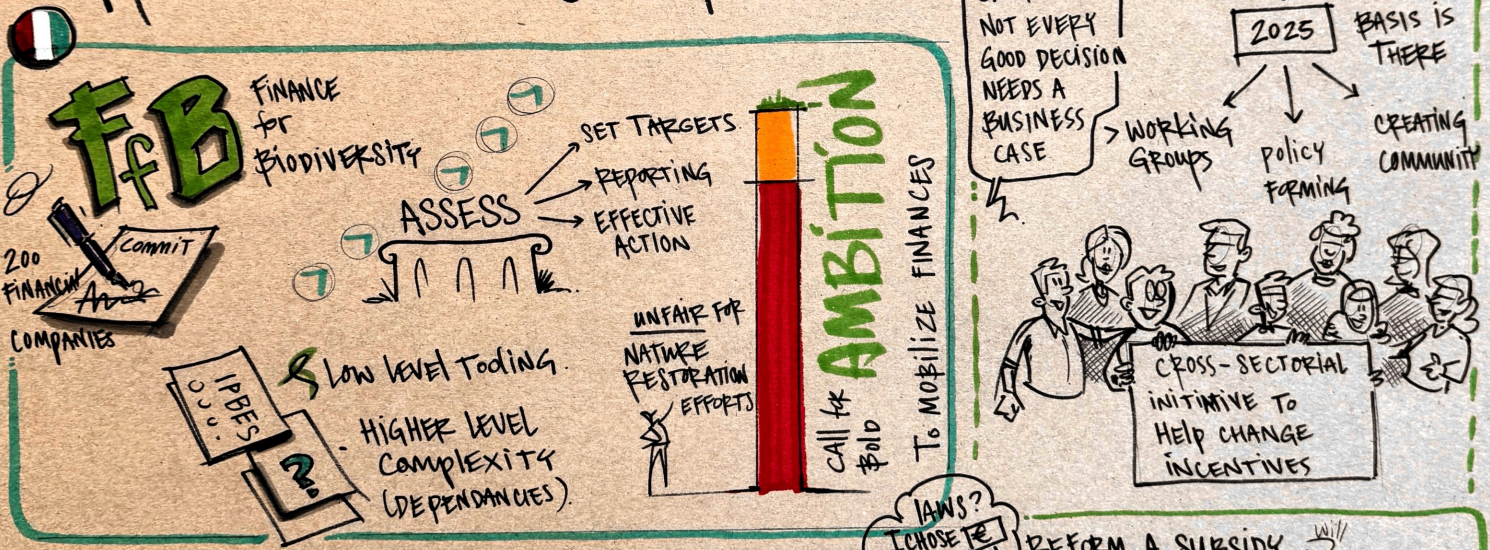 FfB
FINANCE
for
BIODIVERSITY
COMMIT
200
FINANCIAL
COMPANIES
ASSESS
SET TARGETS
REPORTING
EFFECTIVE
ACTION
IPBES
?
LOW LEVEL TOOLING.
HIGHER LEVEL
COMPLEXITY
(DEPENDANCIES).
UNFAIR FOR
NATURE
RESTORATION
EFFORTS
CALL for
BOLD
AMBITION
TO MOBILIZE FINANCES
NOT EVERY
GOOD DECISION
NEEDS A
BUSINESS
CASE
2025
BASIS IS
THERE
WORKING
GROUPS
POLICY
FORMING
CREATING
COMMUNITY
CROSS-SECTORIAL
INITIATIVE TO
HELP CHANGE
INCENTIVES
LAWS?
I CHOSE €
REFORM A SUBSIDY
Will